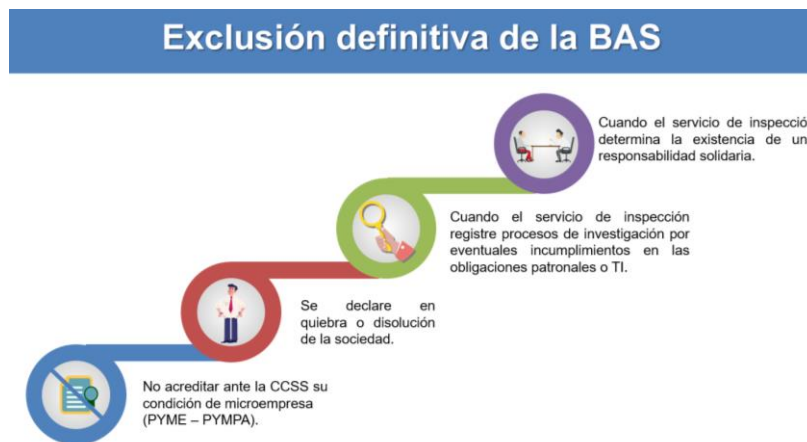 Exclusión definitiva de la BAS
Cuando el servicio de inspecció
determina la existencia de un
responsabilidad solidaria.
Cuando el servicio de inspección
registre procesos de investigación por
eventuales incumplimientos en las
obligaciones patronales o TI.
Se declare en
quiebra o disolución
de la sociedad.
No acreditar ante la CCSS su
condición de microempresa
(PYME – PYMPA).